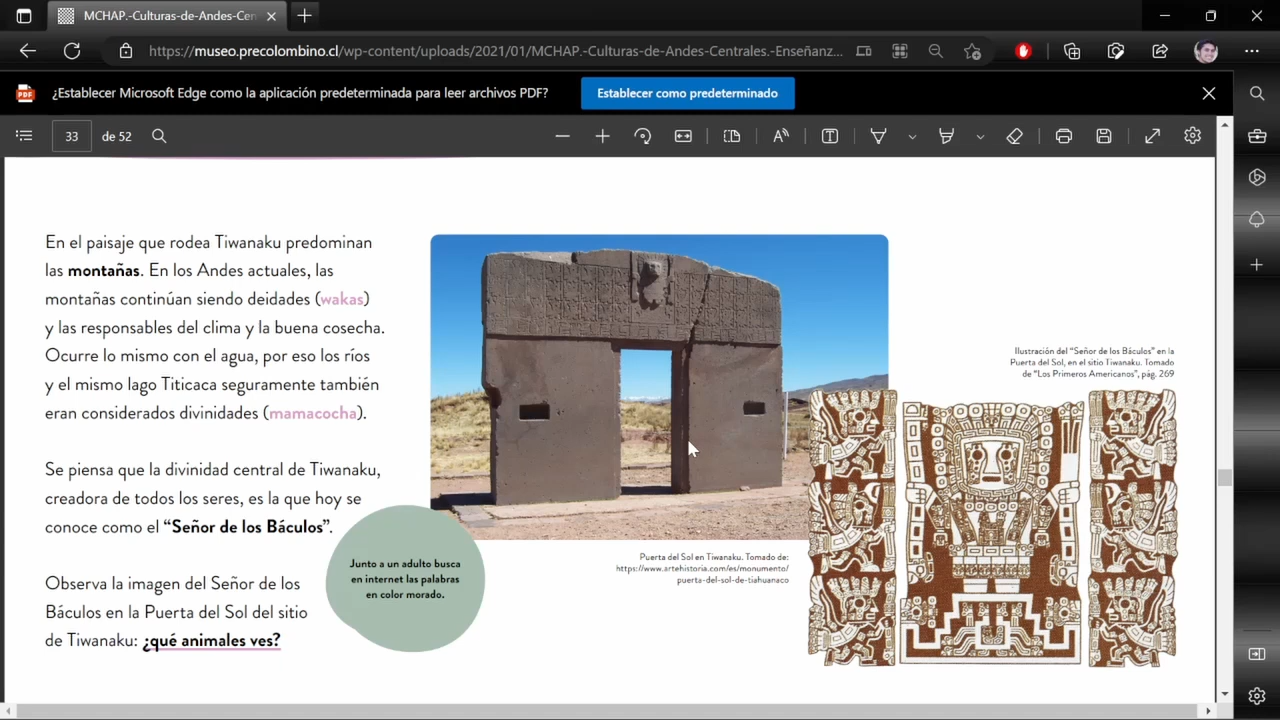 MCHAP.-Culturas-de-Andes-Cen
https://museo.precolombino.cl/wp-content/uploads/2021/01/MCHAP.-Culturas-de-Andes-Centrales.-Enseñanz...
¿Establecer Microsoft Edge como la aplicación predeterminada para leer archivos PDF?
Establecer como predeterminado
33 de 52
En el paisaje que rodea Tiwanaku predominan
las montañas. En los Andes actuales, las
montañas continúan siendo deidades (wakas)
y las responsables del clima y la buena cosecha.
Ocurre lo mismo con el agua, por eso los ríos
y el mismo lago Titicaca seguramente también
eran considerados divinidades (mamacocha).
Se piensa que la divinidad central de Tiwanaku,
creadora de todos los seres, es la que hoy se
conoce como el “Señor de los Báculos”.
Observa la imagen del Señor de los
Báculos en la Puerta del Sol del sitio
de Tiwanaku: ¿qué animales ves?
Junto a un adulto busca
en internet las palabras
en color morado.
Puerta del Sol en Tiwanaku. Tomado de:
https://www.artehistoria.com/es/monumento/
puerta-del-sol-de-tiahuanaco
Ilustración del “Señor de los Báculos” en la
Puerta del Sol, en el sitio Tiwanaku. Tomado
de “Los Primeros Americanos”, pág. 269